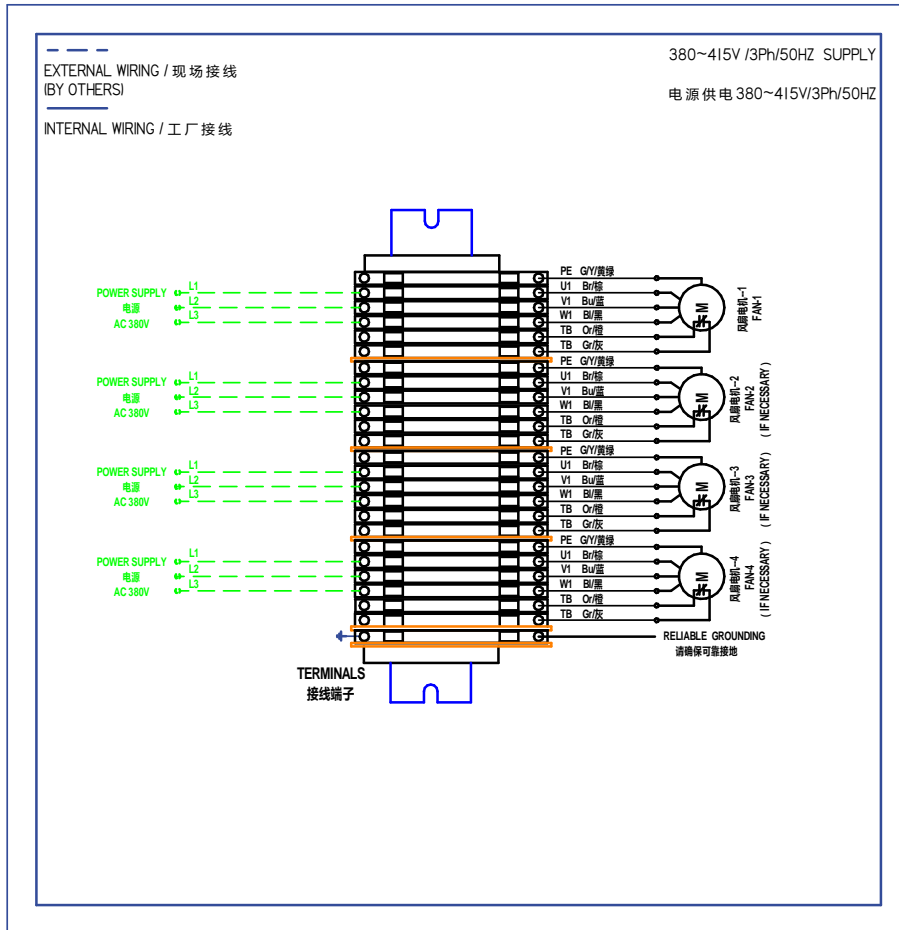 EXTERNAL WIRING / 现场接线
(BY OTHERS)
INTERNAL WIRING / 工厂接线
380~415V /3Ph/50HZ SUPPLY
电源供电380~415V/3Ph/50HZ
POWER SUPPLY L1
电源 L2
AC 380V L3
PE G/Y/黄绿
U1 Br/棕
V1 Bu/蓝
W1 Bl/黑
TB Or/橙
TB Gr/灰
M
风扇电机-1
FAN-1
POWER SUPPLY L1
电源 L2
AC 380V L3
PE G/Y/黄绿
U1 Br/棕
V1 Bu/蓝
W1 Bl/黑
TB Or/橙
TB Gr/灰
M
风扇电机-2
FAN-2
( IF NECESSARY )
POWER SUPPLY L1
电源 L2
AC 380V L3
PE G/Y/黄绿
U1 Br/棕
V1 Bu/蓝
W1 Bl/黑
TB Or/橙
TB Gr/灰
M
风扇电机-3
FAN-3
( IF NECESSARY )
POWER SUPPLY L1
电源 L2
AC 380V L3
PE G/Y/黄绿
U1 Br/棕
V1 Bu/蓝
W1 Bl/黑
TB Or/橙
TB Gr/灰
M
风扇电机-4
FAN-4
( IF NECESSARY )
RELIABLE GROUNDING
请确保可靠接地
TERMINALS
接线端子